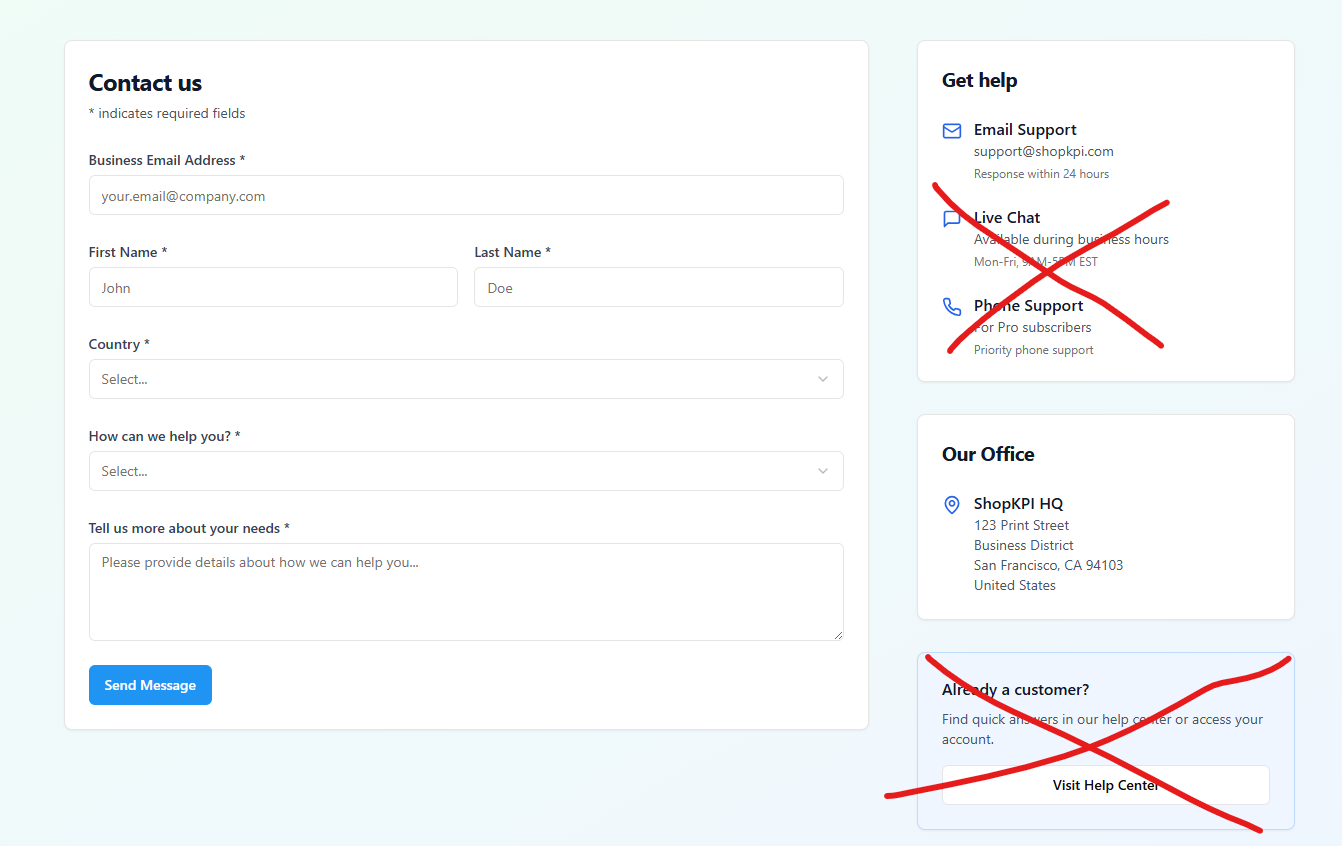 Contact us
* indicates required fields
Business Email Address *
your.email@company.com
First Name *
John
Last Name *
Doe
Country *
Select...
How can we help you? *
Select...
Tell us more about your needs *
Please provide details about how we can help you...
Send Message
Get help
Email Support
support@shopkpi.com
Response within 24 hours
Live Chat
Available during business hours
Mon-Fri, 9AM-5PM EST
Phone Support
For Pro subscribers
Priority phone support
Our Office
ShopKPI HQ
123 Print Street
Business District
San Francisco, CA 94103
United States
Already a customer?
Find quick answers in our help center or access your
account.
Visit Help Center